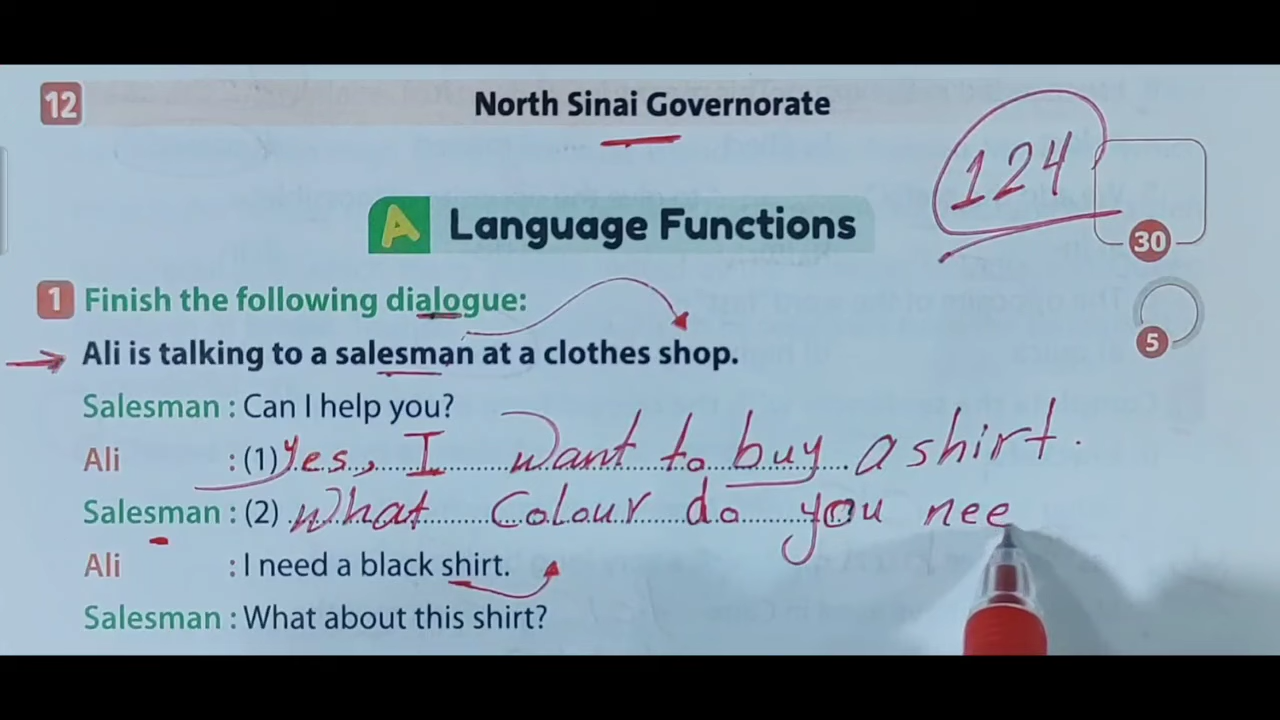 12 North Sinai Governorate
124
30
A Language Functions
1 Finish the following dialogue:
5
Ali is talking to a salesman at a clothes shop.
Salesman : Can I help you?
Ali : (1) Yes, I want to buy a shirt.
Salesman : (2) What Colour do you nee
Ali : I need a black shirt.
Salesman : What about this shirt?